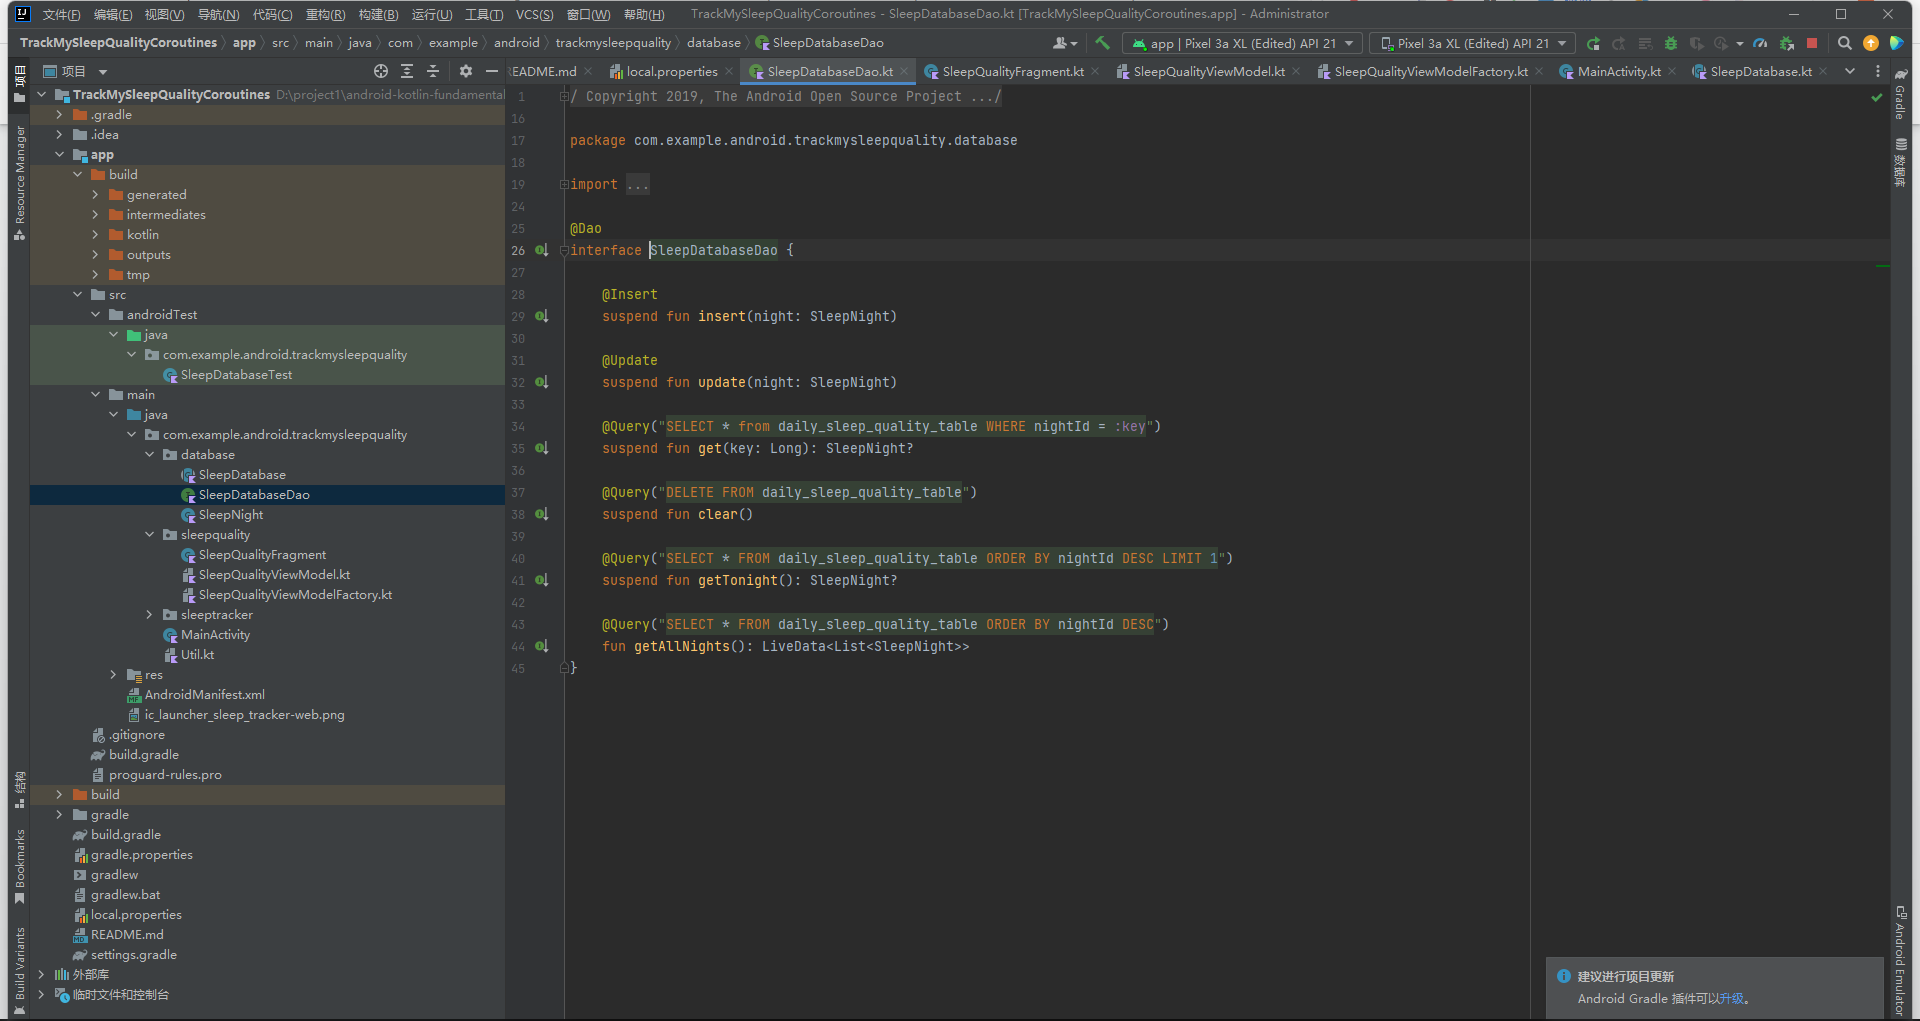 文件(F) 编辑(E) 视图(V) 导航(N) 代码(C) 重构(R) 构建(B) 运行(U) 工具(T) VCS(S) 窗口(W) 帮助(H) TrackMySleepQualityCoroutines - SleepDatabaseDao.kt [TrackMySleepQualityCoroutines.app] - Administrator
TrackMySleepQualityCoroutines app src main java com example android trackmysleepquality database SleepDatabaseDao app | Pixel 3a XL (Edited) API 21 Pixel 3a XL (Edited) API 21
项目 README.md local.properties SleepDatabaseDao.kt SleepQualityFragment.kt SleepQualityViewModel.kt SleepQualityViewModelFactory.kt MainActivity.kt SleepDatabase.kt
项目
Resource Manager
结构
Bookmarks
Build Variants
TrackMySleepQualityCoroutines D:\project1\android-kotlin-fundamental
.gradle
.idea
app
build
generated
intermediates
kotlin
outputs
tmp
src
androidTest
java
com.example.android.trackmysleepquality
SleepDatabaseTest
main
java
com.example.android.trackmysleepquality
database
SleepDatabase
SleepDatabaseDao
SleepNight
sleepquality
SleepQualityFragment
SleepQualityViewModel.kt
SleepQualityViewModelFactory.kt
sleeptracker
MainActivity
Util.kt
res
AndroidManifest.xml
ic_launcher_sleep_tracker-web.png
.gitignore
build.gradle
proguard-rules.pro
build
gradle
build.gradle
gradle.properties
gradlew
gradlew.bat
local.properties
README.md
settings.gradle
外部库
临时文件和控制台
1 / Copyright 2019, The Android Open Source Project .../
16
17 package com.example.android.trackmysleepquality.database
18
19 import ...
24
25 @Dao
26 interface SleepDatabaseDao {
27
28 @Insert
29 suspend fun insert(night: SleepNight)
30
31 @Update
32 suspend fun update(night: SleepNight)
33
34 @Query("SELECT * from daily_sleep_quality_table WHERE nightId = :key")
35 suspend fun get(key: Long): SleepNight?
36
37 @Query("DELETE FROM daily_sleep_quality_table")
38 suspend fun clear()
39
40 @Query("SELECT * FROM daily_sleep_quality_table ORDER BY nightId DESC LIMIT 1")
41 suspend fun getTonight(): SleepNight?
42
43 @Query("SELECT * FROM daily_sleep_quality_table ORDER BY nightId DESC")
44 fun getAllNights(): LiveData<List<SleepNight>>
45 }
Gradle
数据库
Android Emulator
建议进行项目更新
Android Gradle 插件可以升级。